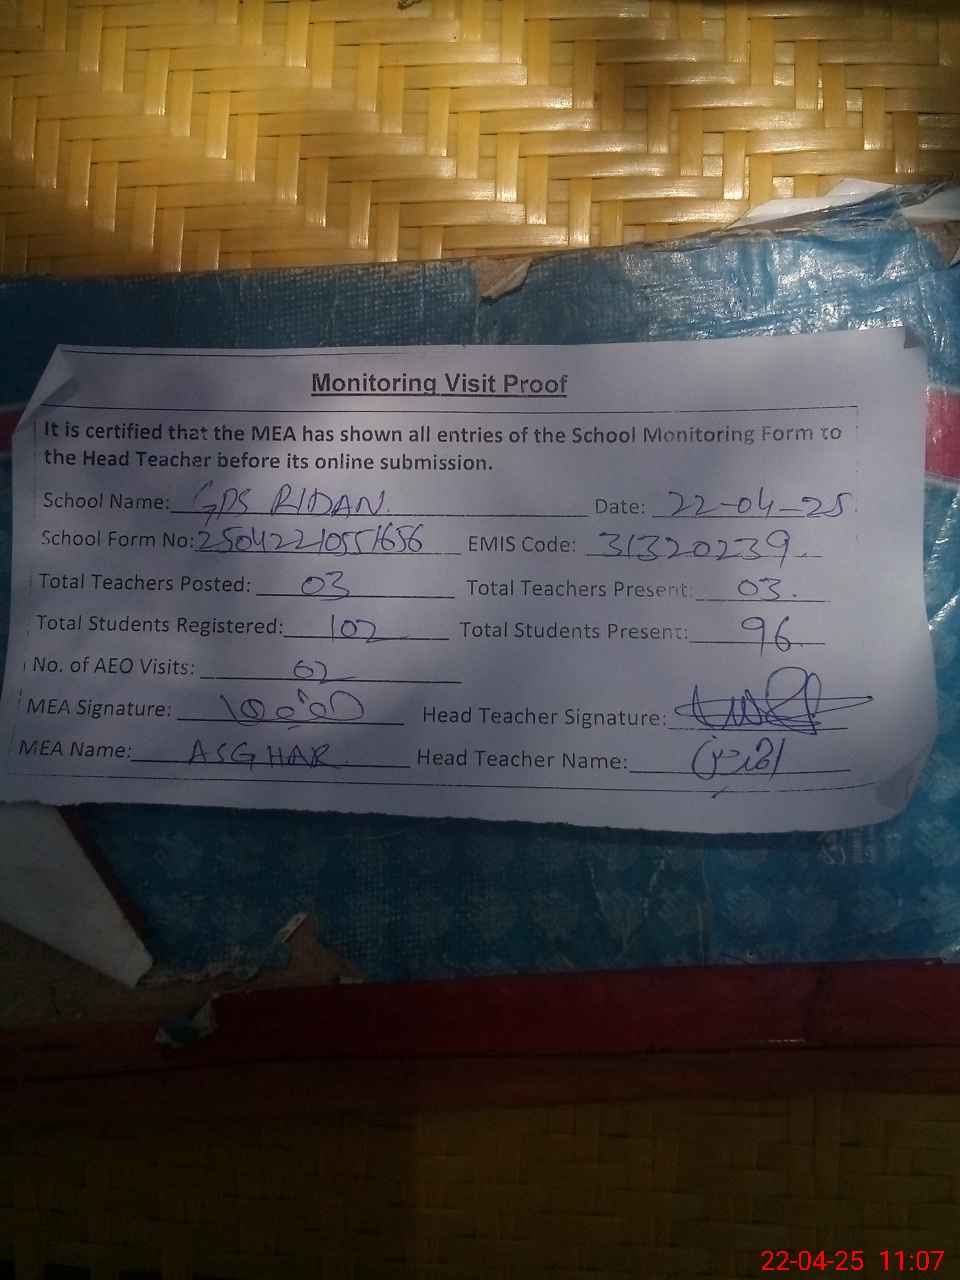 Monitoring Visit Proof
It is certified that the MEA has shown all entries of the School Monitoring Form to
the Head Teacher before its online submission.
School Name: GPS RIDAN. Date: 22-04-25
School Form No: 25042210551656 EMIS Code: 31320239.
Total Teachers Posted: 03 Total Teachers Present: 03.
Total Students Registered: 102 Total Students Present: 96
No. of AEO Visits: 02
MEA Signature: Head Teacher Signature:
MEA Name: ASGHAR Head Teacher Name:
22-04-25 11:07